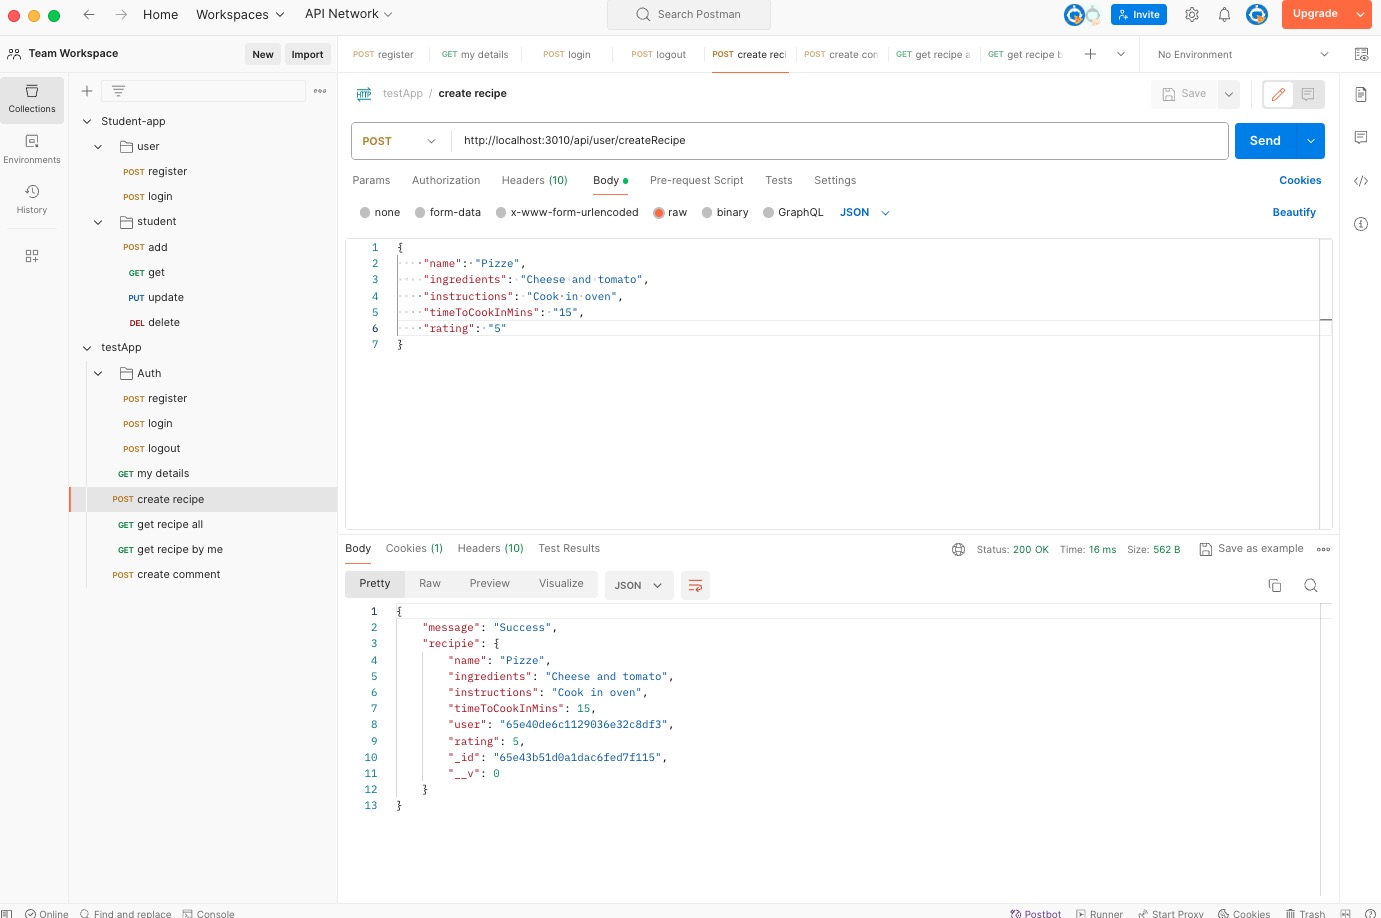 Home Workspaces API Network Search Postman Invite Upgrade
Team Workspace New Import
POST register GET my details POST login POST logout POST create reci POST create con GET get recipe a GET get recipe b No Environment
Collections
Environments
History
Student-app
user
POST register
POST login
student
POST add
GET get
PUT update
DEL delete
testApp
Auth
POST register
POST login
POST logout
GET my details
POST create recipe
GET get recipe all
GET get recipe by me
POST create comment
HTTP testApp / create recipe Save
POST http://localhost:3010/api/user/createRecipe Send
Params Authorization Headers (10) Body Pre-request Script Tests Settings Cookies
none form-data x-www-form-urlencoded raw binary GraphQL JSON Beautify
1 {
2 "name": "Pizze",
3 "ingredients": "Cheese and tomato",
4 "instructions": "Cook in oven",
5 "timeToCookInMins": "15",
6 "rating": "5"
7 }
Body Cookies (1) Headers (10) Test Results Status: 200 OK Time: 16 ms Size: 562 B Save as example
Pretty Raw Preview Visualize JSON
1 {
2 "message": "Success",
3 "recipie": {
4 "name": "Pizze",
5 "ingredients": "Cheese and tomato",
6 "instructions": "Cook in oven",
7 "timeToCookInMins": 15,
8 "user": "65e40de6c1129036e32c8df3",
9 "rating": 5,
10 "_id": "65e43b51d0a1dac6fed7f115",
11 "__v": 0
12 }
13 }
Online Find and replace Console Postbot Runner Start Proxy Cookies Trash